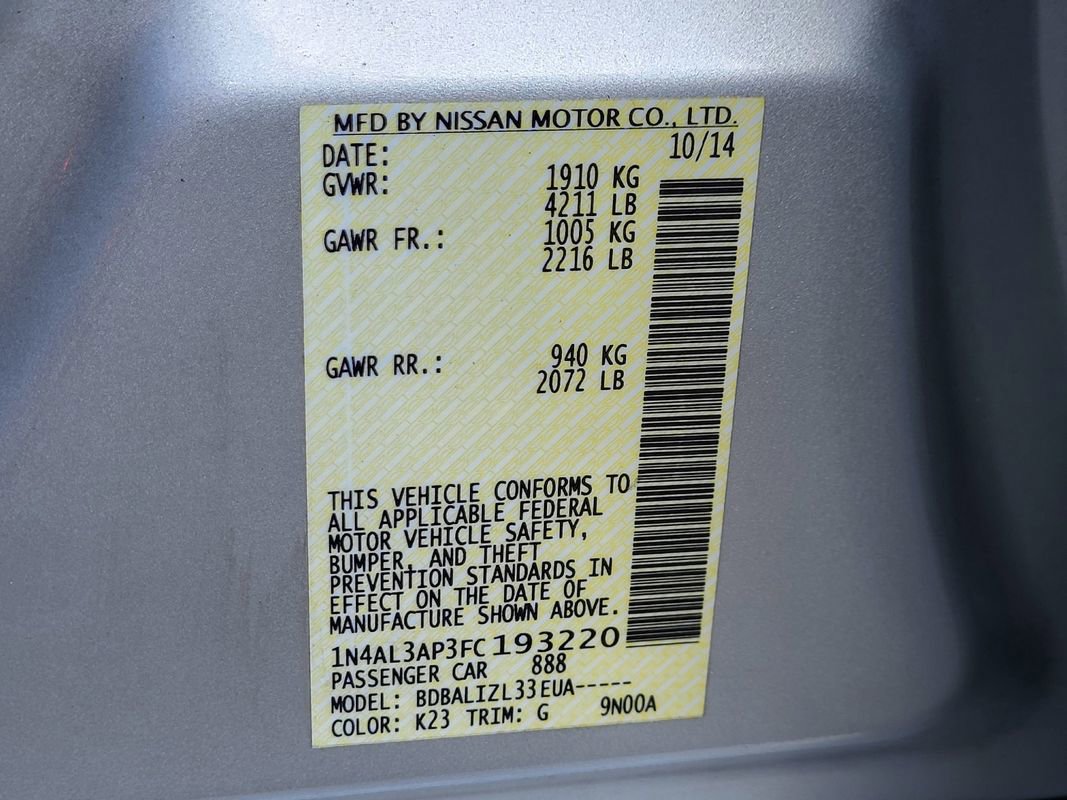 MFD BY NISSAN MOTOR CO., LTD.
DATE: 10/14
GVWR: 1910 KG
4211 LB
GAWR FR.: 1005 KG
2216 LB
GAWR RR.: 940 KG
2072 LB
THIS VEHICLE CONFORMS TO
ALL APPLICABLE FEDERAL
MOTOR VEHICLE SAFETY,
BUMPER, AND THEFT
PREVENTION STANDARDS IN
EFFECT ON THE DATE OF
MANUFACTURE SHOWN ABOVE.
1N4AL3AP3FC193220
PASSENGER CAR 888
MODEL: BDBALIZL33EUA-----
COLOR: K23 TRIM: G 9N00A